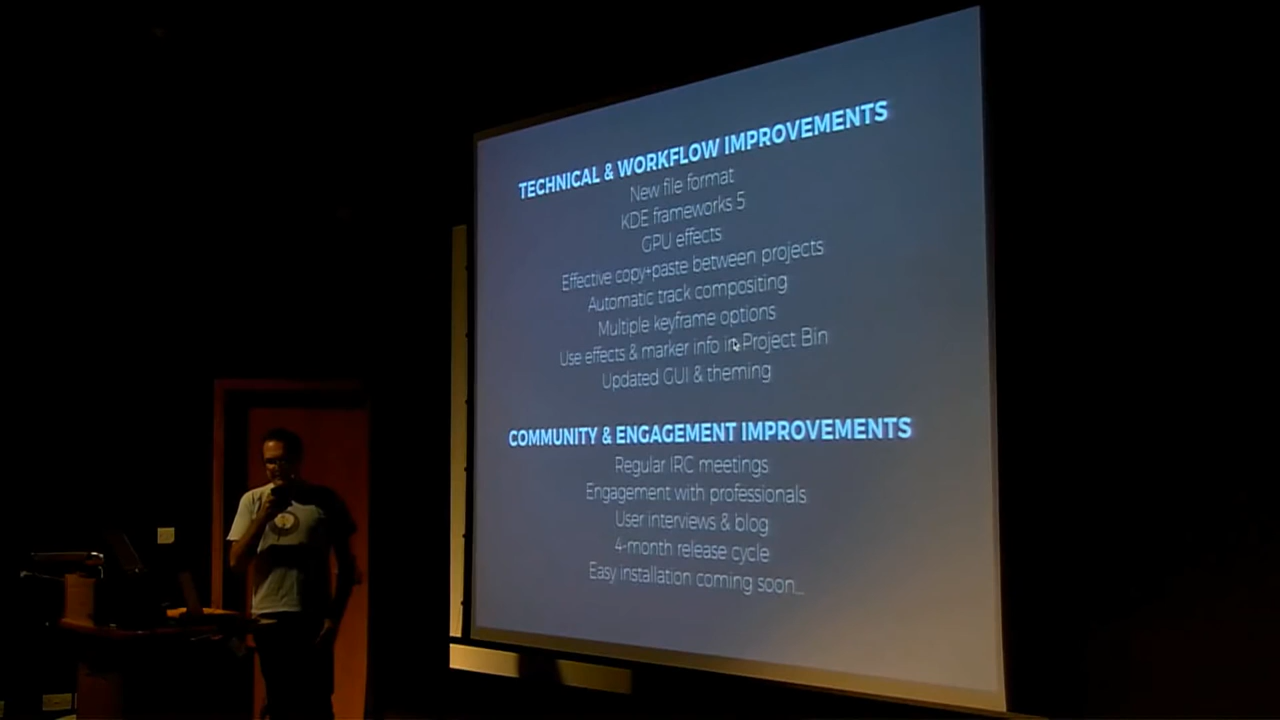 TECHNICAL & WORKFLOW IMPROVEMENTS
New file format
KDE frameworks 5
GPU effects
Effective copy+paste between projects
Automatic track compositing
Multiple keyframe options
Use effects & marker info in Project Bin
Updated GUI & theming
COMMUNITY & ENGAGEMENT IMPROVEMENTS
Regular IRC meetings
Engagement with professionals
User interviews & blog
4-month release cycle
Easy installation coming soon...